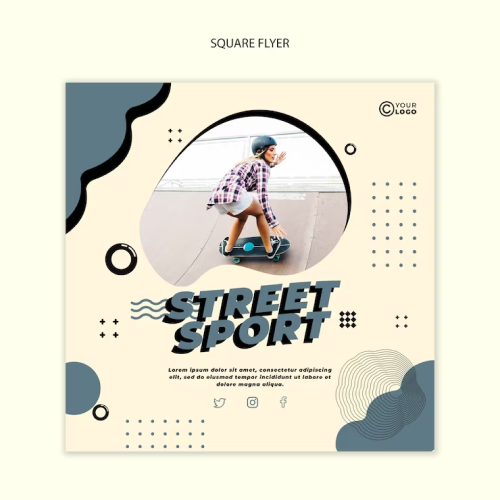 SQUARE FLYER
YOUR
LOGO
STREET
SPORT
Lorem ipsum dolor sit amet, consectetur adipiscing
elit, sed do eiusmod tempor incididunt ut labore et
dolore magna aliqua.